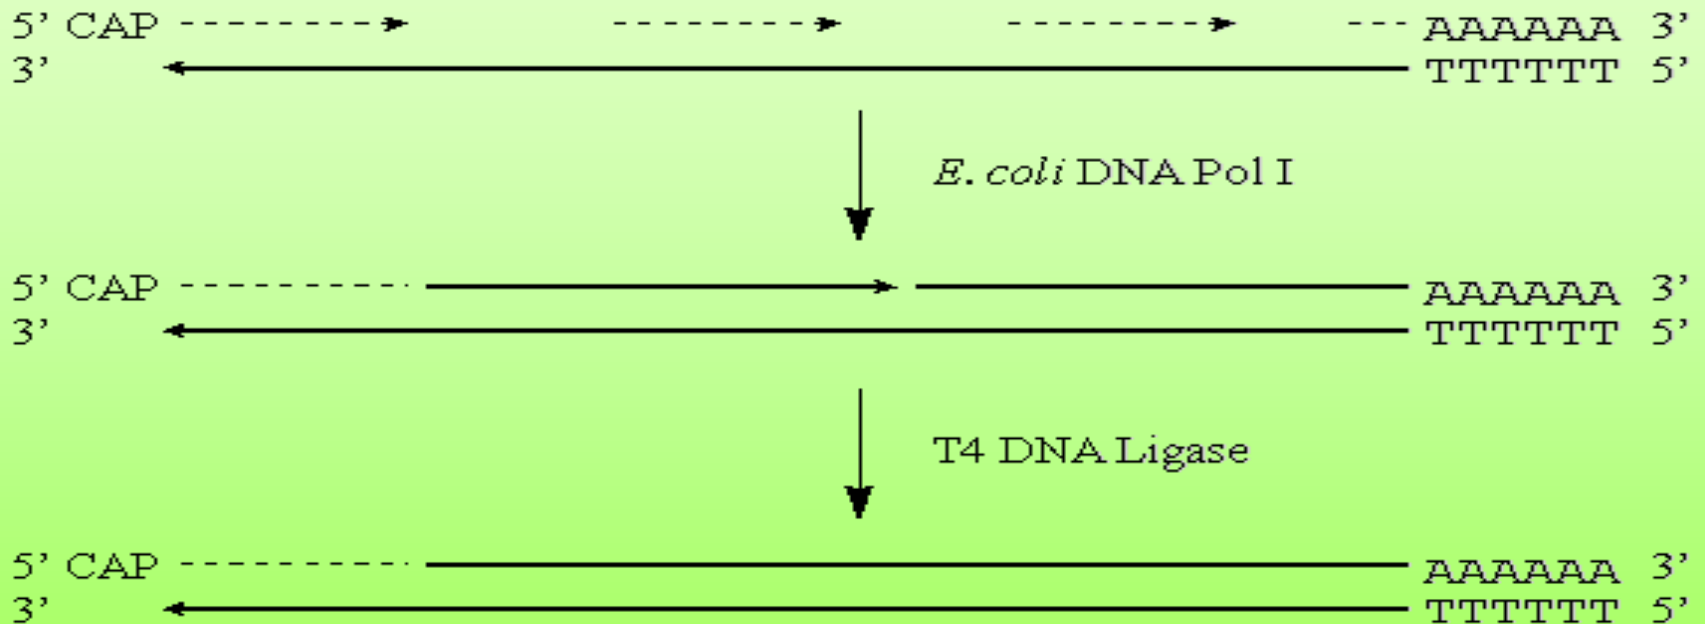 5’ CAP AAAAAA 3’
3’ TTTTTT 5’
E. coli DNA Pol I
5’ CAP AAAAAA 3’
3’ TTTTTT 5’
T4 DNA Ligase
5’ CAP AAAAAA 3’
3’ TTTTTT 5’